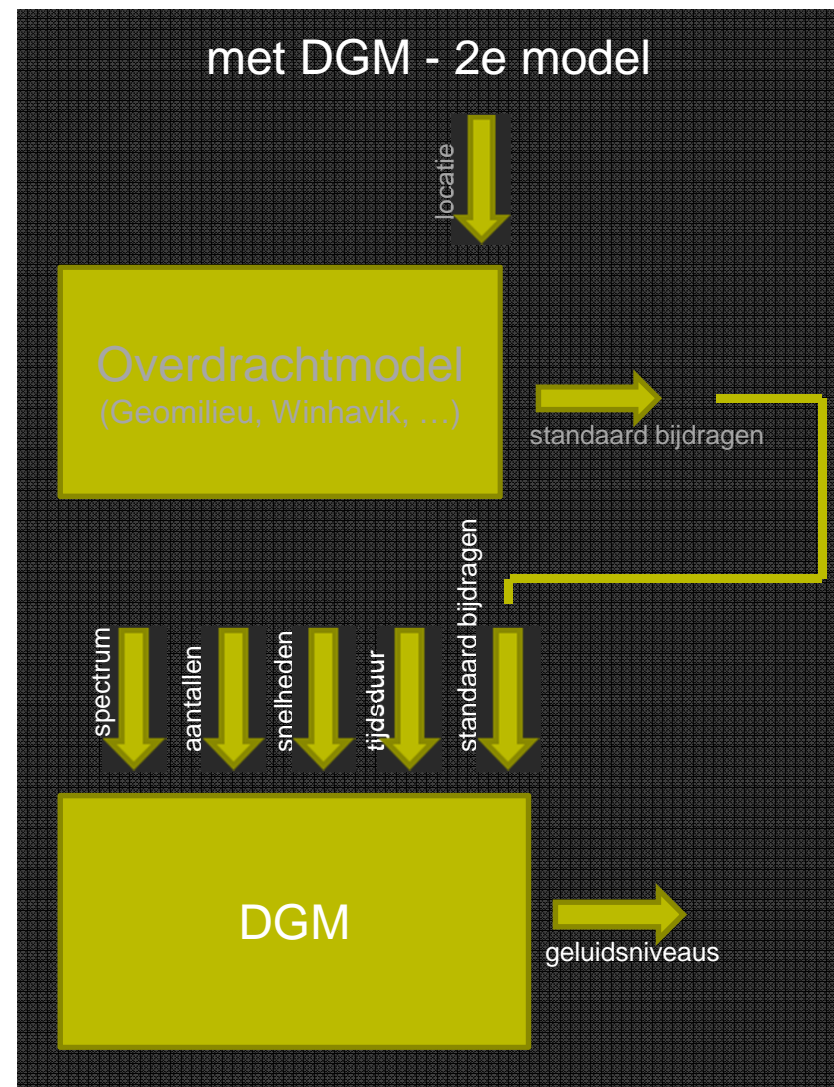 met DGM - 2e model
locatie
Overdrachtmodel
(Geomilieu, Winhavik, …)
standaard bijdragen
spectrum
aantallen
snelheden
tijdsduur
standaard bijdragen
DGM
geluidsniveaus